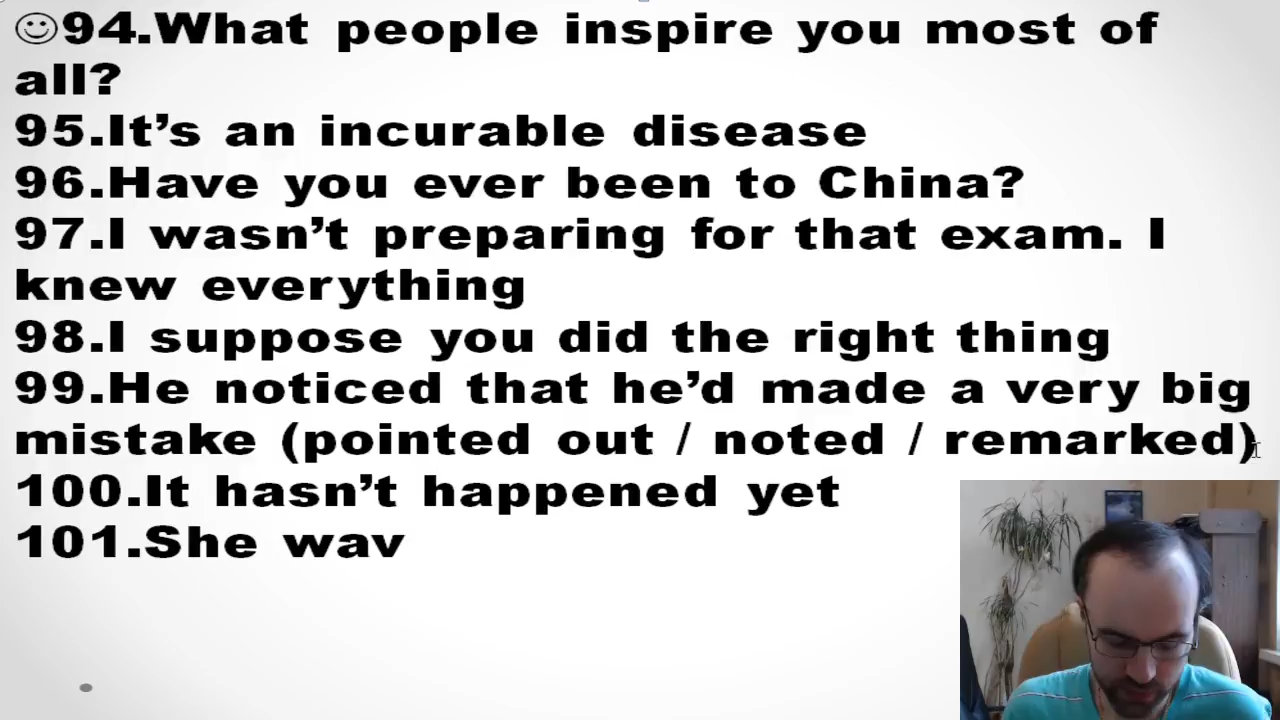 ☺94.What people inspire you most of
all?
95.It’s an incurable disease
96.Have you ever been to China?
97.I wasn’t preparing for that exam. I
knew everything
98.I suppose you did the right thing
99.He noticed that he’d made a very big
mistake (pointed out / noted / remarked)
100.It hasn’t happened yet
101.She wav